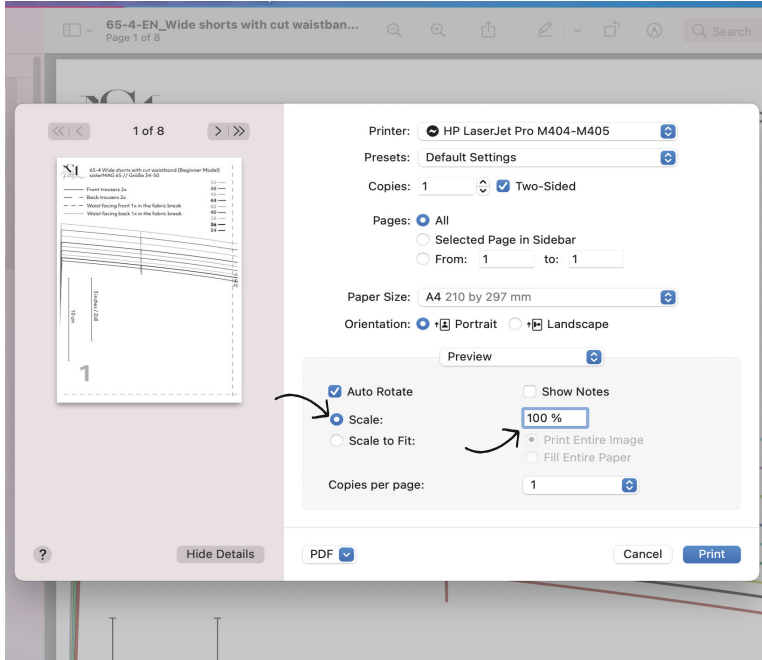 65-4-EN_Wide shorts with cut waistban...
Page 1 of 8
Search
1 of 8
65-4 Wide shorts with cut waistband (Beginner Model)
sisterMAG 65 // Größe 34-50
Front trousers 2x
Back trousers 2x
Waist facing front 1x in the fabric break
Waist facing back 1x in the fabric break
50
48
46
44
42
40
38
36
34
10 cm
1
Hide Details
?
Printer: HP LaserJet Pro M404-M405
Presets: Default Settings
Copies: 1 Two-Sided
Pages: All
Selected Page in Sidebar
From: 1 to: 1
Paper Size: A4 210 by 297 mm
Orientation: Portrait Landscape
Preview
Auto Rotate Show Notes
Scale: 100 %
Scale to Fit: Print Entire Image
Fill Entire Paper
Copies per page: 1
PDF Cancel Print